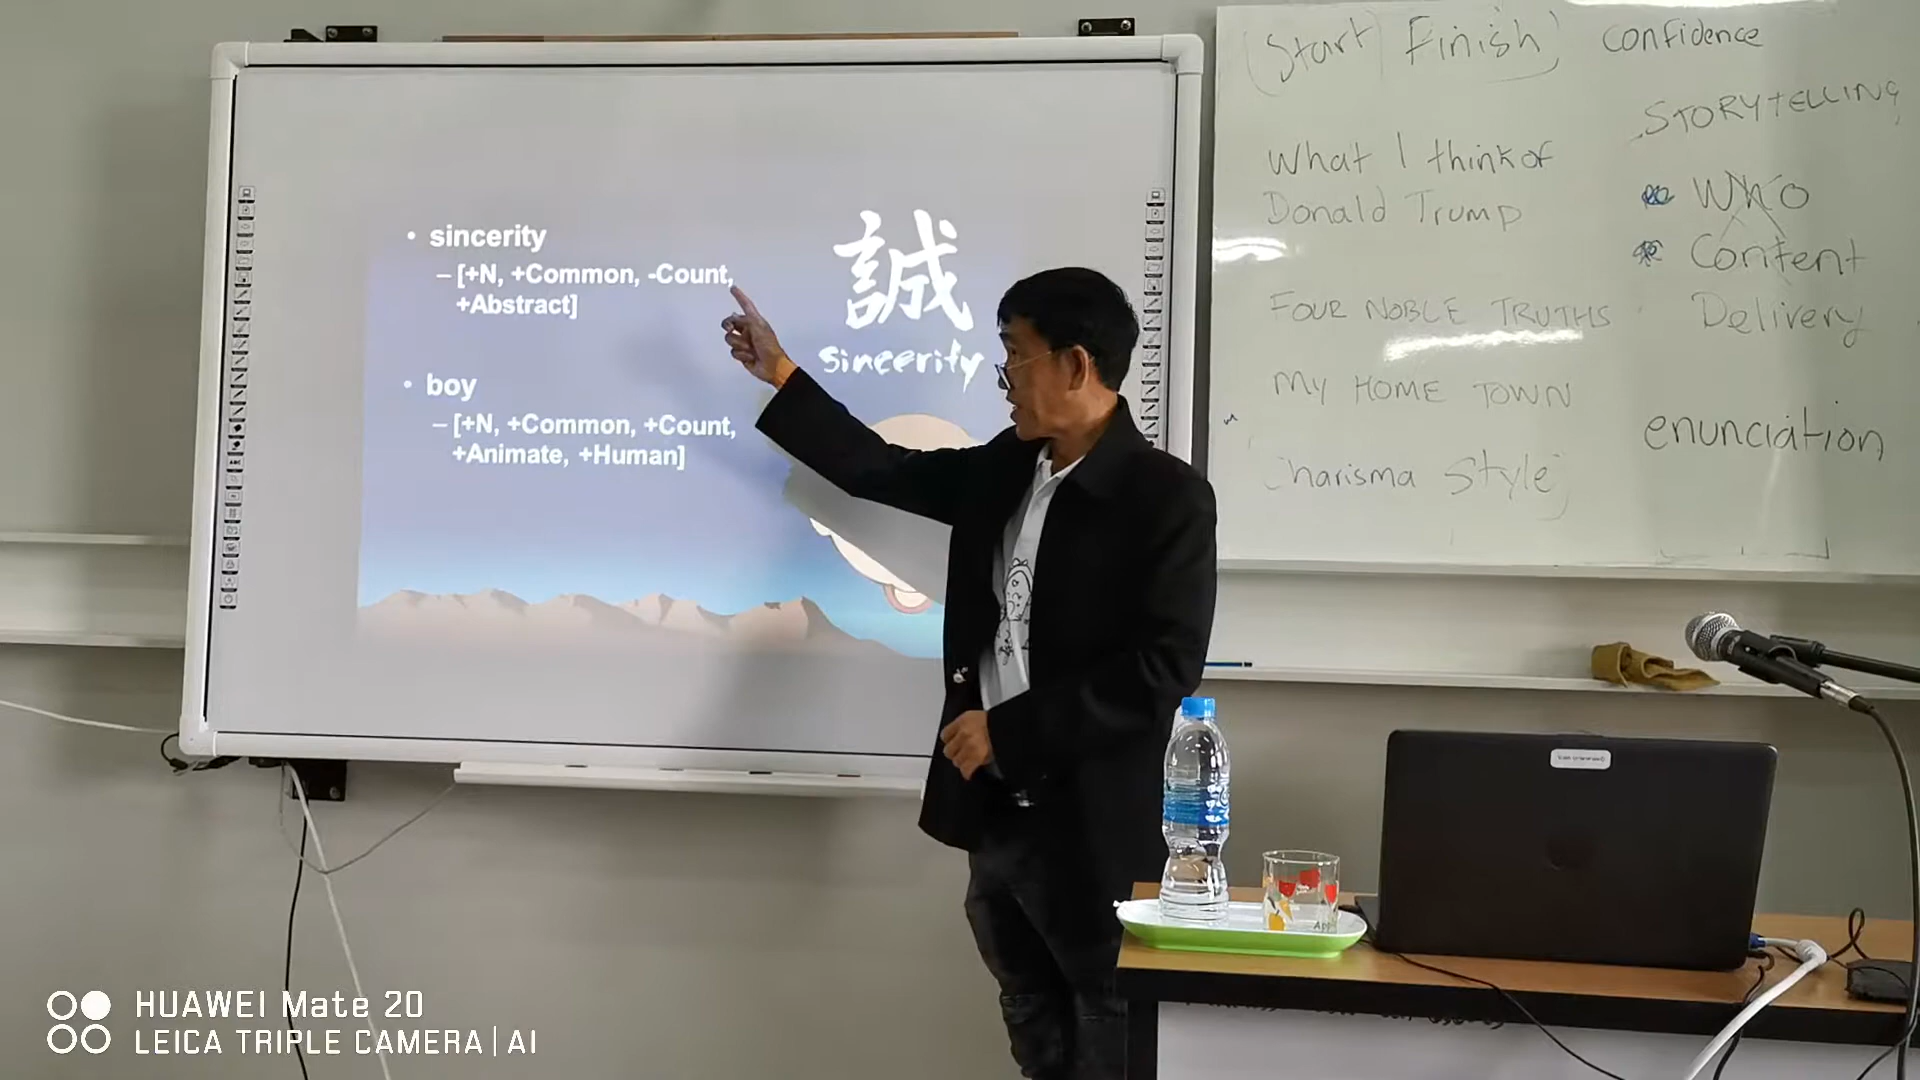 • sincerity
– [+N, +Common, -Count,
+Abstract]
• boy
– [+N, +Common, +Count,
+Animate, +Human]
誠
sincerity
(Start) Finish)
What I think of
Donald Trump
FOUR NOBLE TRUTHS
MY HOME TOWN
Style
confidence
STORYTELLING
WHO
Content
Delivery
enunciation
HUAWEI Mate 20
LEICA TRIPLE CAMERA | AI